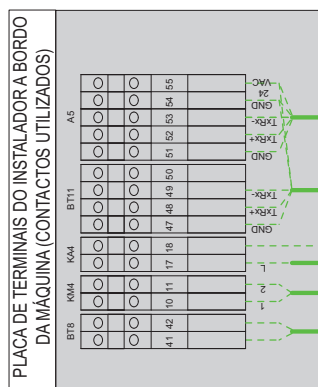 PLACA DE TERMINAIS DO INSTALADOR A BORDO
DA MÁQUINA (CONTACTOS UTILIZADOS)
A5
55
VAC
24
54
GND
53
TxRx-
52
TxRx+
51
GND
BT11
50
49
TxRx-
48
TxRx+
47
GND
KA4
18
17
L
KM4
11
2
10
1
BT8
42
41